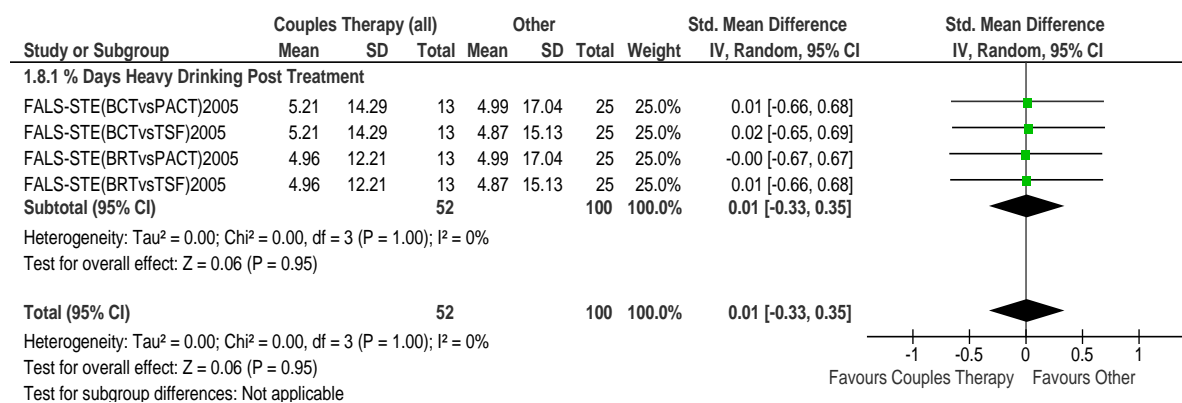 Couples Therapy (all) Other Std. Mean Difference Std. Mean Difference
Study or Subgroup Mean SD Total Mean SD Total Weight IV, Random, 95% CI IV, Random, 95% CI
1.8.1 % Days Heavy Drinking Post Treatment
FALS-STE(BCTvsPACT)2005 5.21 14.29 13 4.99 17.04 25 25.0% 0.01 [-0.66, 0.68]
FALS-STE(BCTvsTSF)2005 5.21 14.29 13 4.87 15.13 25 25.0% 0.02 [-0.65, 0.69]
FALS-STE(BRTvsPACT)2005 4.96 12.21 13 4.99 17.04 25 25.0% -0.00 [-0.67, 0.67]
FALS-STE(BRTvsTSF)2005 4.96 12.21 13 4.87 15.13 25 25.0% 0.01 [-0.66, 0.68]
Subtotal (95% CI) 52 100 100.0% 0.01 [-0.33, 0.35]
Heterogeneity: Tau² = 0.00; Chi² = 0.00, df = 3 (P = 1.00); I² = 0%
Test for overall effect: Z = 0.06 (P = 0.95)
Total (95% CI) 52 100 100.0% 0.01 [-0.33, 0.35]
Heterogeneity: Tau² = 0.00; Chi² = 0.00, df = 3 (P = 1.00); I² = 0%
Test for overall effect: Z = 0.06 (P = 0.95)
Test for subgroup differences: Not applicable
-1 -0.5 0 0.5 1
Favours Couples Therapy Favours Other